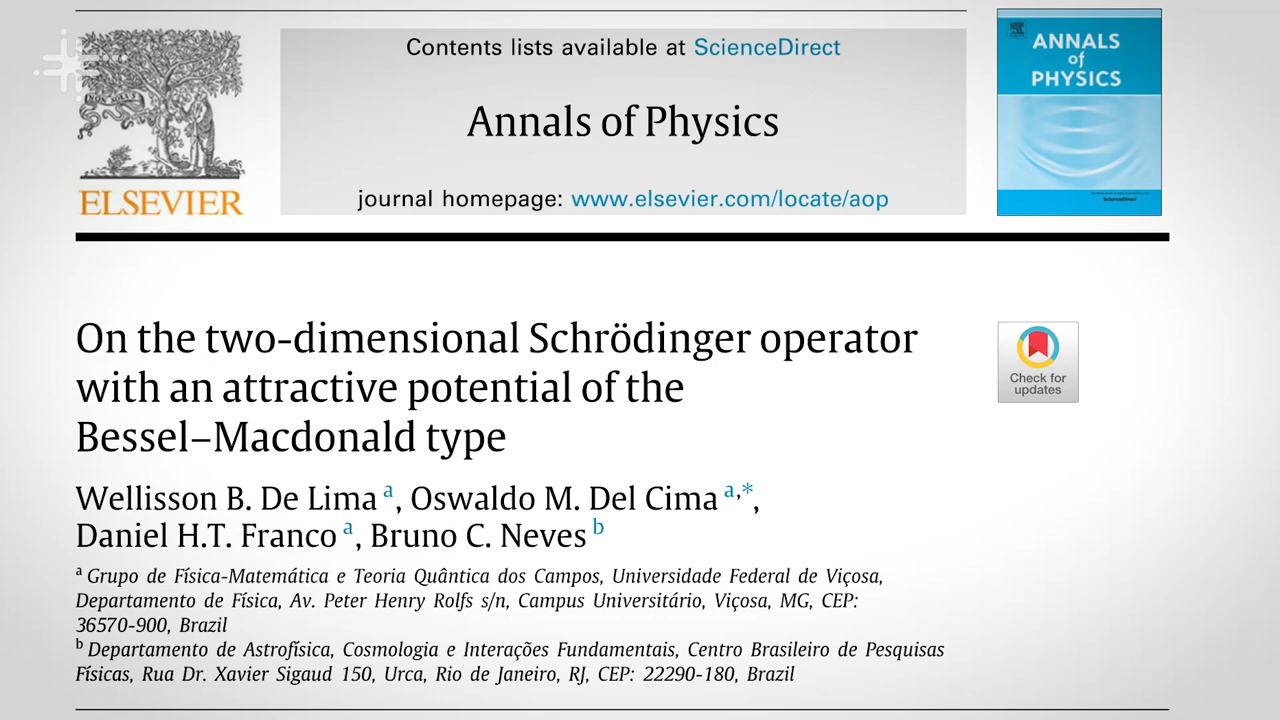 Contents lists available at ScienceDirect
Annals of Physics
journal homepage: www.elsevier.com/locate/aop
ELSEVIER
ANNALS
of
PHYSICS
ScienceDirect
On the two-dimensional Schrödinger operator
with an attractive potential of the
Bessel–Macdonald type
Check for
updates
Wellisson B. De Lima a, Oswaldo M. Del Cima a,*,
Daniel H.T. Franco a, Bruno C. Neves b
a Grupo de Física-Matemática e Teoria Quântica dos Campos, Universidade Federal de Viçosa,
Departamento de Física, Av. Peter Henry Rolfs s/n, Campus Universitário, Viçosa, MG, CEP:
36570-900, Brazil
b Departamento de Astrofísica, Cosmologia e Interações Fundamentais, Centro Brasileiro de Pesquisas
Físicas, Rua Dr. Xavier Sigaud 150, Urca, Rio de Janeiro, RJ, CEP: 22290-180, Brazil